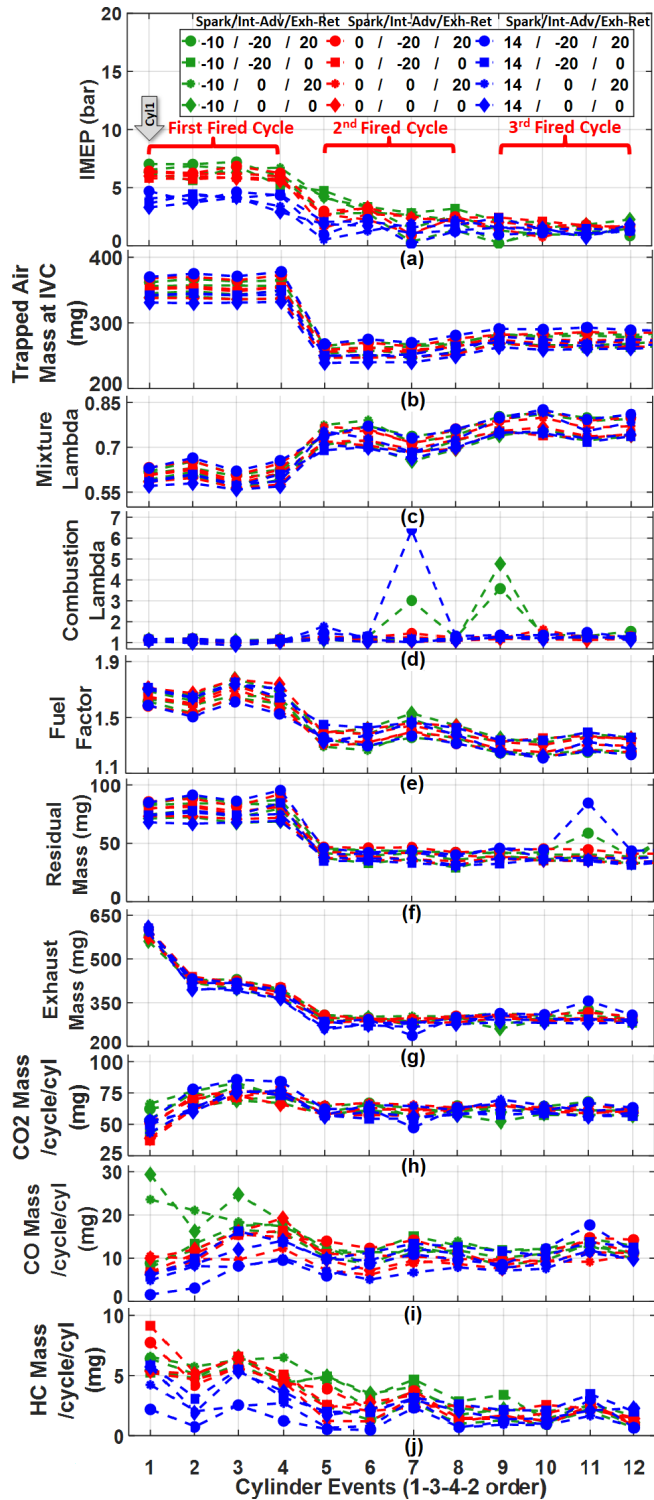 Spark/Int-Adv/Exh-Ret Spark/Int-Adv/Exh-Ret Spark/Int-Adv/Exh-Ret
-10 / -20 / 20 0 / -20 / 20 14 / -20 / 20
-10 / -20 / 0 0 / -20 / 0 14 / -20 / 0
-10 / 0 / 20 0 / 0 / 20 14 / 0 / 20
-10 / 0 / 0 0 / 0 / 0 14 / 0 / 0
Cyl1
First Fired Cycle 2nd Fired Cycle 3rd Fired Cycle
IMEP (bar)
20
15
10
5
0
(a)
Trapped Air
Mass at IVC
(mg)
400
300
200
(b)
Mixture
Lambda
0.85
0.7
0.55
(c)
Combustion
Lambda
7
6
5
4
3
2
1
(d)
Fuel
Factor
1.9
1.5
1.1
(e)
Residual
Mass (mg)
100
50
0
(f)
Exhaust
Mass (mg)
650
500
350
200
(g)
CO2 Mass
/cycle/cyl
(mg)
100
75
50
25
(h)
CO Mass
/cycle/cyl
(mg)
30
20
10
0
(i)
HC Mass
/cycle/cyl
(mg)
10
5
0
(j)
1 2 3 4 5 6 7 8 9 10 11 12
Cylinder Events (1-3-4-2 order)